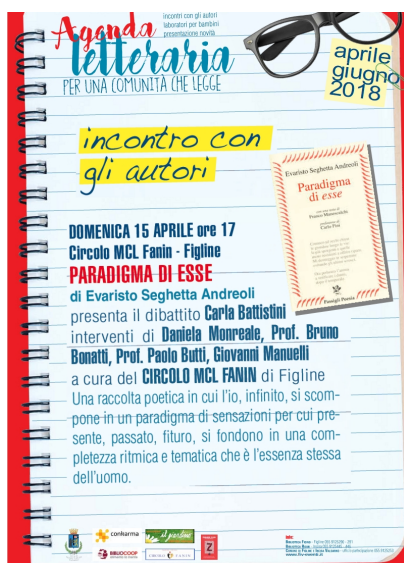 Agenda
letteraria
incontri con gli autori
laboratori per bambini
presentazione novità
PER UNA COMUNITÀ CHE LEGGE
aprile
giugno
2018
incontro con
gli autori
Evaristo Seghetta Andreoli
Paradigma
di esse
Passigli Poesia
DOMENICA 15 APRILE ore 17
Circolo MCL Fanin - Figline
PARADIGMA DI ESSE
di Evaristo Seghetta Andreoli
presenta il dibattito Carla Battistini
interventi di Daniela Monreale, Prof. Bruno
Bonatti, Prof. Paolo Butti, Giovanni Manuelli
a cura del CIRCOLO MCL FANIN di Figline
Una raccolta poetica in cui l'io, infinito, si scom-
pone in un paradigma di sensazioni per cui pre-
sente, passato, fituro, si fondono in una com-
pletezza ritmica e tematica che è l'essenza stessa
dell'uomo.
conkarma
il giardino
BIBLIOCOOP
Z